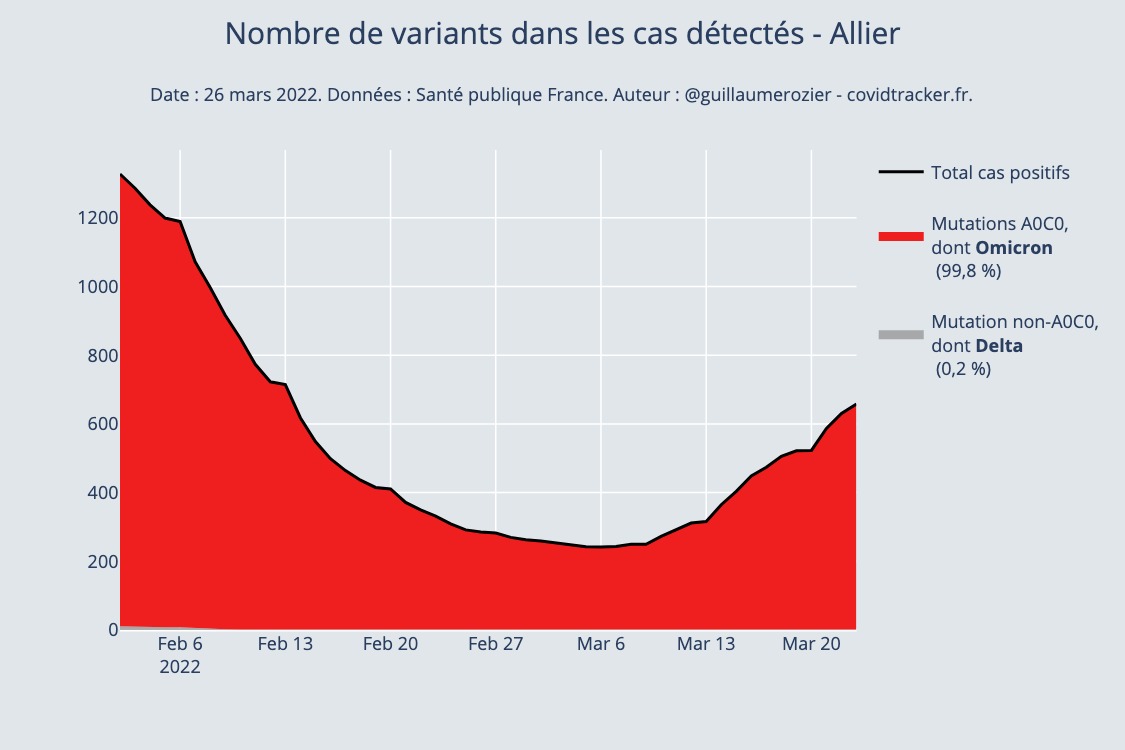 Nombre de variants dans les cas détectés - Allier
Date : 26 mars 2022. Données : Santé publique France. Auteur : @guillaumerozier - covidtracker.fr.
1200
1000
800
600
400
200
0
Feb 6
2022
Feb 13
Feb 20
Feb 27
Mar 6
Mar 13
Mar 20
Total cas positifs
Mutations A0C0,
dont Omicron
(99,8 %)
Mutation non-A0C0,
dont Delta
(0,2 %)